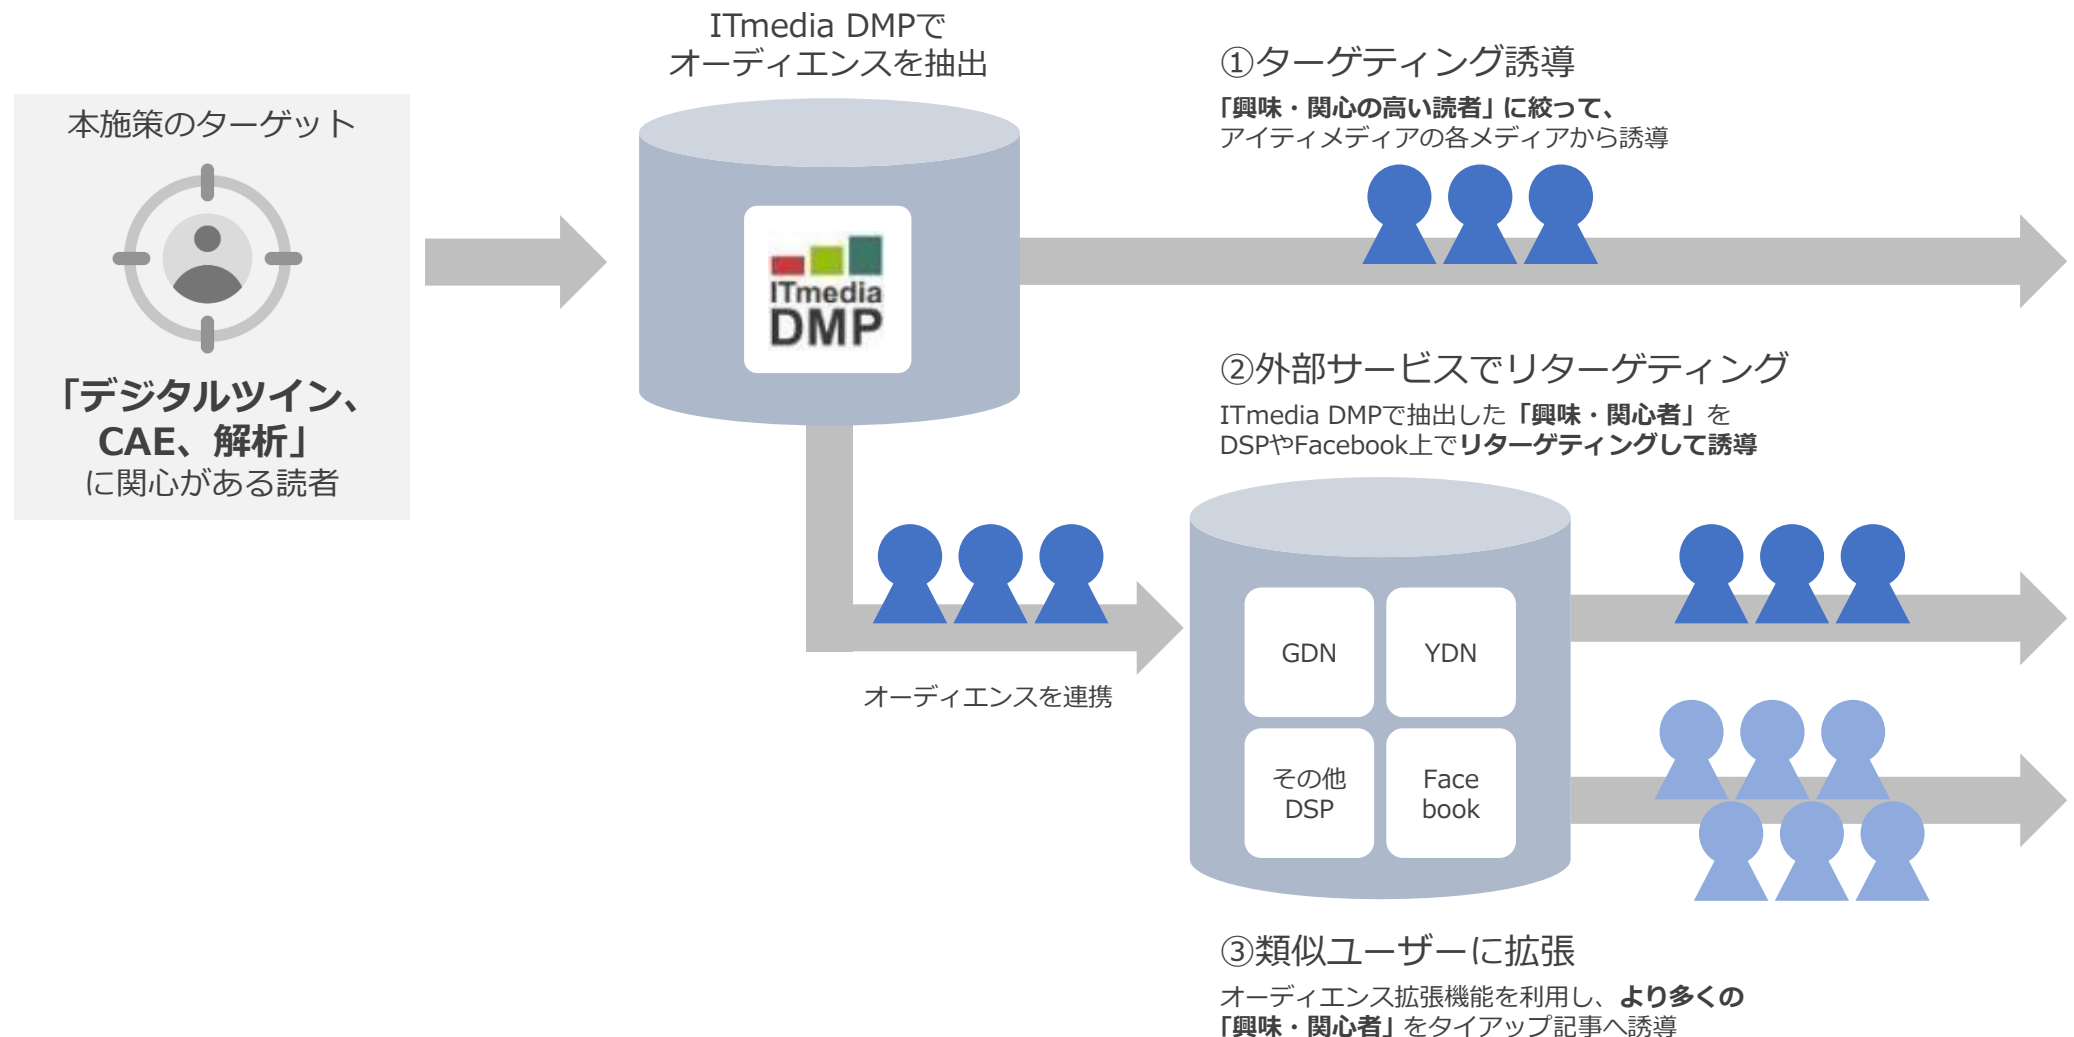 本施策のターゲット
「デジタルツイン、
CAE、解析」
に関心がある読者
ITmedia DMPで
オーディエンスを抽出
ITmedia
DMP
①ターゲティング誘導
「興味・関心の高い読者」に絞って、
アイティメディアの各メディアから誘導
②外部サービスでリターゲティング
ITmedia DMPで抽出した「興味・関心者」を
DSPやFacebook上でリターゲティングして誘導
オーディエンスを連携
GDN
YDN
その他
DSP
Face
book
③類似ユーザーに拡張
オーディエンス拡張機能を利用し、より多くの
「興味・関心者」をタイアップ記事へ誘導